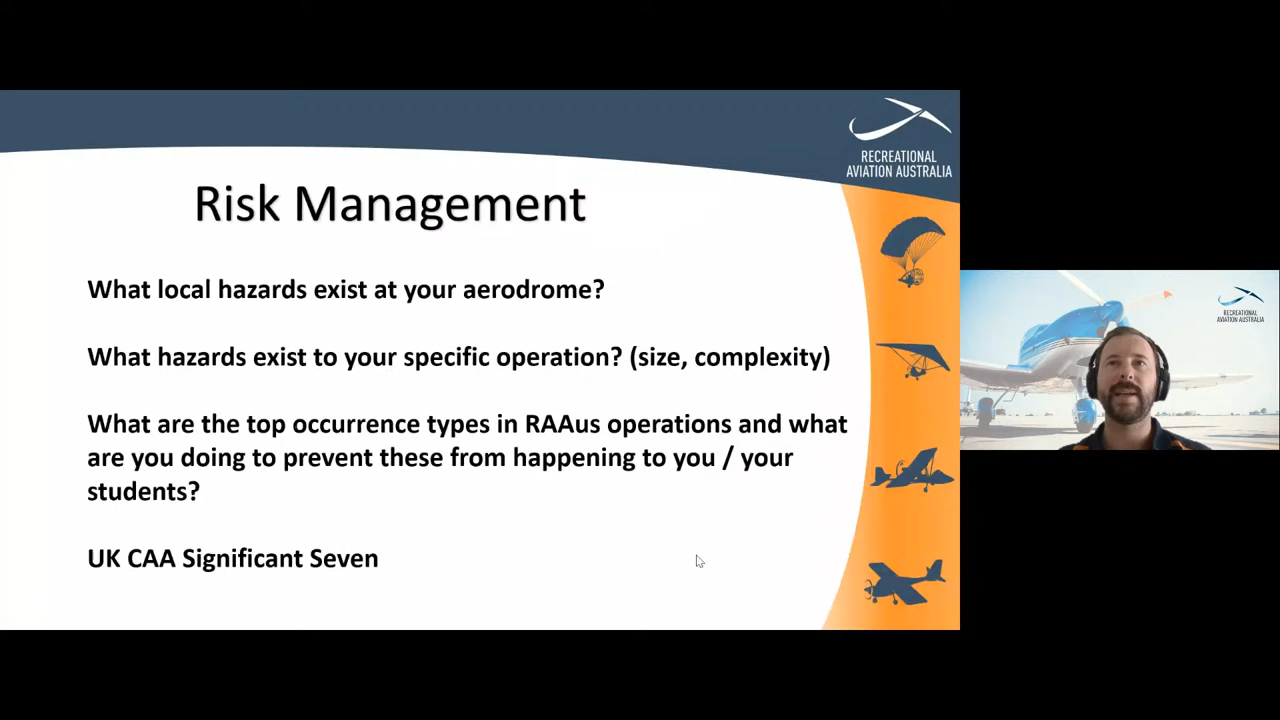 RECREATIONAL
AVIATION AUSTRALIA
Risk Management
What local hazards exist at your aerodrome?
What hazards exist to your specific operation? (size, complexity)
What are the top occurrence types in RAAus operations and what
are you doing to prevent these from happening to you / your
students?
UK CAA Significant Seven
RECREATIONAL
AVIATION AUSTRALIA